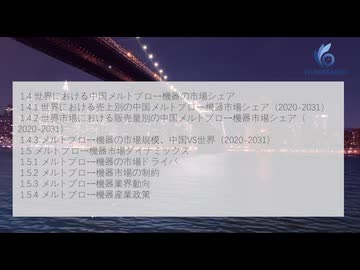 1.4 世界における中国メルトブロー機器の市場シェア
1.4.1 世界における売上別の中国メルトブロー機器市場シェア（2020-2031）
1.4.2 世界市場における販売量別の中国メルトブロー機器市場シェア（
2020-2031）
1.4.3 メルトブロー機器の市場規模、中国VS世界（2020-2031）
1.5 メルトブロー機器市場ダイナミックス
1.5.1 メルトブロー機器の市場ドライバ
1.5.2 メルトブロー機器市場の制約
1.5.3 メルトブロー機器業界動向
1.5.4 メルトブロー機器産業政策